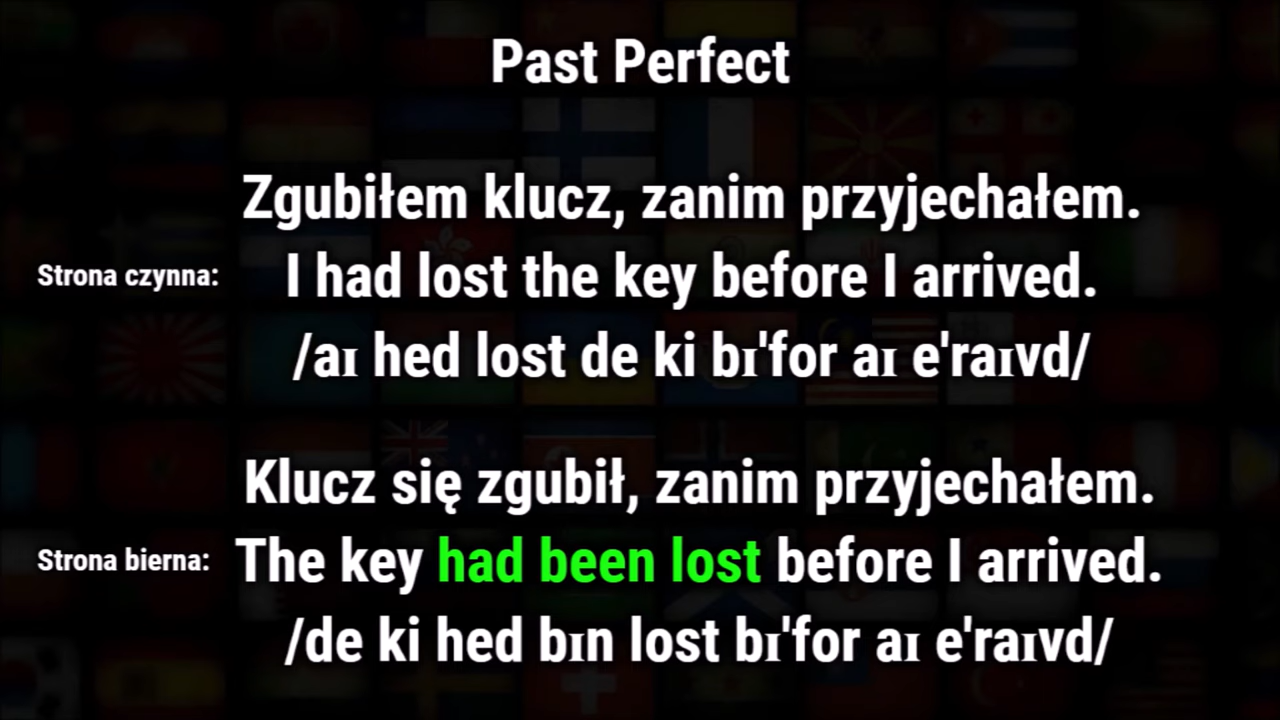 Past Perfect
Zgubiłem klucz, zanim przyjechałem.
Strona czynna: I had lost the key before I arrived.
/aɪ hed lost de ki bɪ'for aɪ e'raɪvd/
Klucz się zgubił, zanim przyjechałem.
Strona bierna: The key had been lost before I arrived.
/de ki hed bɪn lost bɪ'for aɪ e'raɪvd/